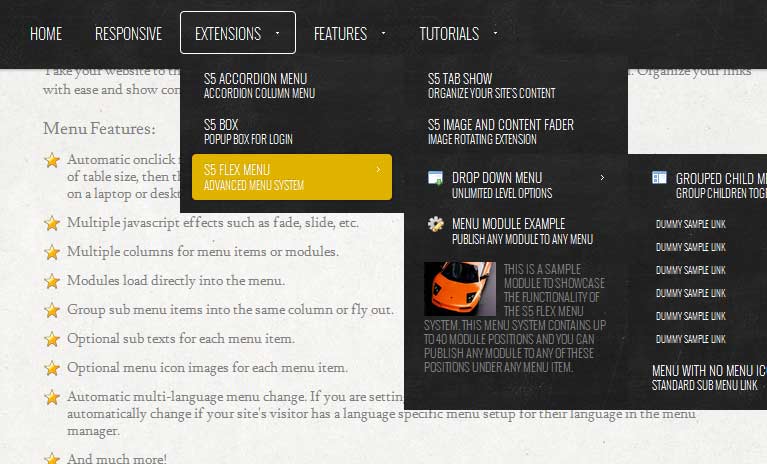 HOME
RESPONSIVE
EXTENSIONS
FEATURES
TUTORIALS
Take your website to th
. Organize your links
with ease and show con
Menu Features:
Automatic onclick
of table size, then th
on a laptop or deskt
Multiple javascript effects such as fade, slide, etc.
Multiple columns for menu items or modules.
Modules load directly into the menu.
Group sub menu items into the same column or fly out.
Optional sub texts for each menu item.
Optional menu icon images for each menu item.
Automatic multi-language menu change. If you are setting
automatically change if your site's visitor has a language specific menu setup for their language in the menu
manager.
And much more!
S5 ACCORDION MENU
ACCORDION COLUMN MENU
S5 BOX
POPUP BOX FOR LOGIN
S5 FLEX MENU
ADVANCED MENU SYSTEM
S5 TAB SHOW
ORGANIZE YOUR SITE'S CONTENT
S5 IMAGE AND CONTENT FADER
IMAGE ROTATING EXTENSION
DROP DOWN MENU
UNLIMITED LEVEL OPTIONS
MENU MODULE EXAMPLE
PUBLISH ANY MODULE TO ANY MENU
THIS IS A SAMPLE
MODULE TO SHOWCASE
THE FUNCTIONALITY OF
THE S5 FLEX MENU
SYSTEM. THIS MENU SYSTEM CONTAINS UP
TO 40 MODULE POSITIONS AND YOU CAN
PUBLISH ANY MODULE TO ANY OF THESE
POSITIONS UNDER ANY MENU ITEM.
GROUPED CHILD M
GROUP CHILDREN TOG
DUMMY SAMPLE LINK
DUMMY SAMPLE LINK
DUMMY SAMPLE LINK
DUMMY SAMPLE LINK
DUMMY SAMPLE LINK
DUMMY SAMPLE LINK
MENU WITH NO MENU IC
STANDARD SUB MENU LINK